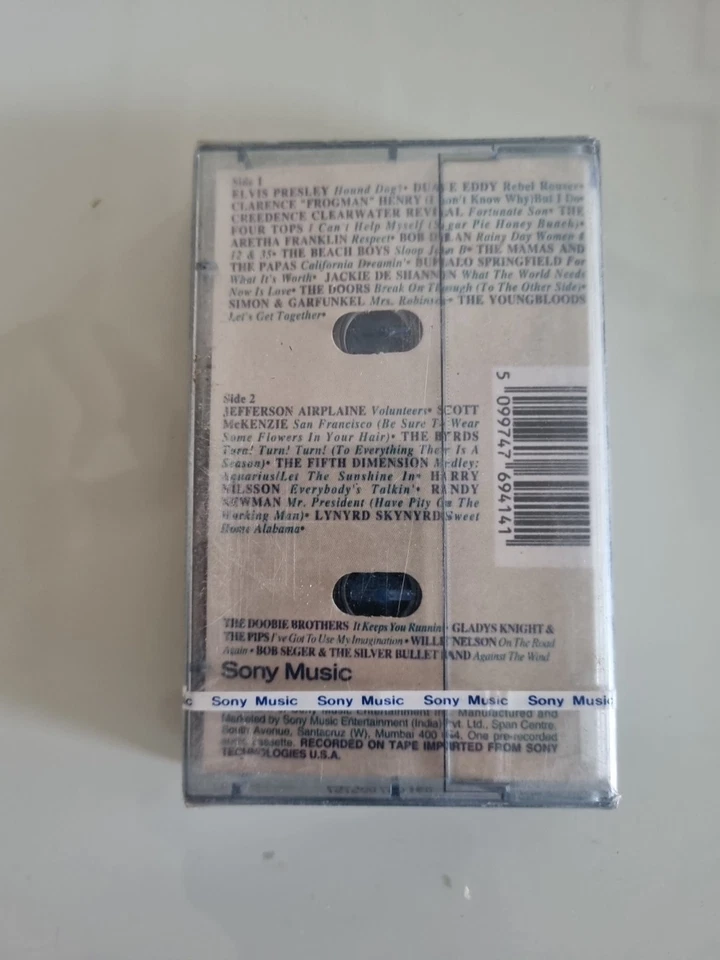 Side 1
ELVIS PRESLEY Hound Dog• DUANE EDDY Rebel Rouser•
CLARENCE "FROGMAN" HENRY (I Don't Know Why)But I Do•
CREEDENCE CLEARWATER REVIVAL Fortunate Son• THE
FOUR TOPS I Can't Help Myself (Sugar Pie Honey Bunch)•
ARETHA FRANKLIN Respect• BOB DYLAN Rainy Day Women #
12 & 35• THE BEACH BOYS Sloop John B• THE MAMAS AND
THE PAPAS California Dreamin'• BUFFALO SPRINGFIELD For
What It's Worth• JACKIE DE SHANNON What The World Needs
Now Is Love• THE DOORS Break On Through (To The Other Side)•
SIMON & GARFUNKEL Mrs. Robinson• THE YOUNGBLOODS
Let's Get Together•
Side 2
JEFFERSON AIRPLAINE Volunteers• SCOTT
McKENZIE San Francisco (Be Sure To Wear
Some Flowers In Your Hair)• THE BYRDS
Turn! Turn! Turn! (To Everything There Is A
Season)• THE FIFTH DIMENSION Medley:
Aquarius/Let The Sunshine In• HARRY
NILSSON Everybody's Talkin'• RANDY
NEWMAN Mr. President (Have Pity On The
Working Man)• LYNYRD SKYNYRD Sweet
Home Alabama•
5 099747 694141
THE DOOBIE BROTHERS It Keeps You Runnin' • GLADYS KNIGHT &
THE PIPS I've Got To Use My Imagination • WILLIE NELSON On The Road
Again • BOB SEGER & THE SILVER BULLET BAND Against The Wind
Sony Music
Sony Music Sony Music Sony Music Sony Music
Sony Music Entertainment Inc. Manufactured and
Marketed by Sony Music Entertainment (India) Pvt. Ltd., Span Centre,
South Avenue, Santacruz (W), Mumbai 400 054. One pre-recorded
audio cassette. RECORDED ON TAPE IMPORTED FROM SONY
TECHNOLOGIES U.S.A.